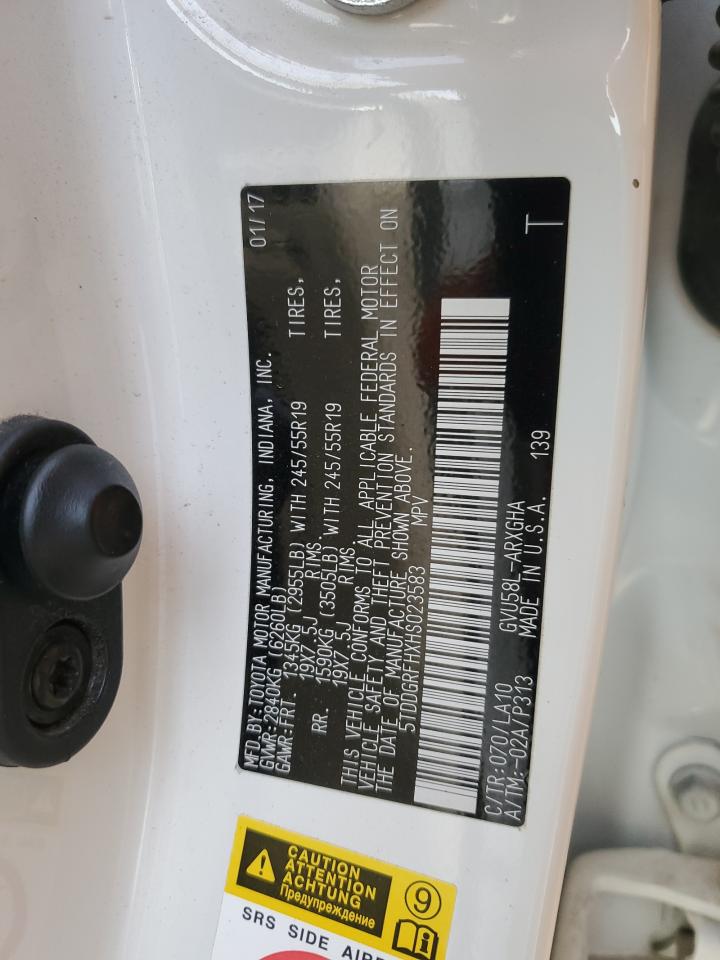 MFD.BY:TOYOTA MOTOR MANUFACTURING, INDIANA, INC. 01/17
GVWR:2840KG (6260LB)
GAWR:FRT. 1345KG (2955LB) WITH 245/55R19 TIRES,
19X7.5J RIMS.
RR. 1590KG (3505LB) WITH 245/55R19 TIRES,
19X7.5J RIMS
THIS VEHICLE CONFORMS TO ALL APPLICABLE FEDERAL MOTOR
VEHICLE SAFETY AND THEFT PREVENTION STANDARDS IN EFFECT ON
THE DATE OF MANUFACTURE SHOWN ABOVE.
5TDDGRFHXHS023583 MPV
C/TR:070/LA10 GVU58L-ARXGHA
A/TM:-02A/P313 MADE IN U.S.A. 139 T
CAUTION
ATTENTION
ACHTUNG
Предупреждение
9
SRS SIDE